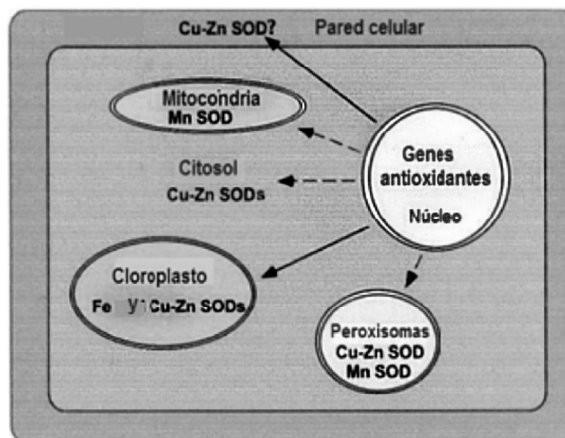 Cu-Zn SOD? Pared celular
Mitocondria
Mn SOD
Citosol
Cu-Zn SODs
Genes
antioxidantes
Núcleo
Cloroplasto
Fe y Cu-Zn SODs
Peroxisomas
Cu-Zn SOD
Mn SOD